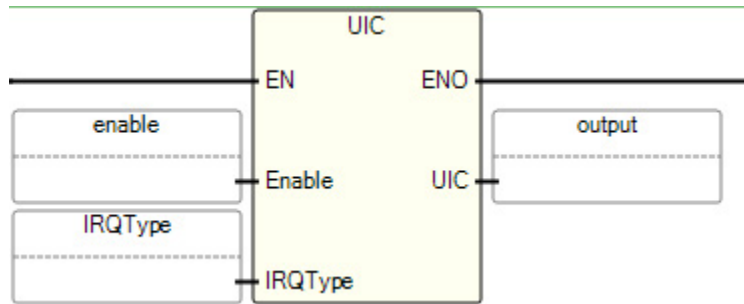 UIC
EN ENO
enable output
Enable UIC
IRQType
IRQType